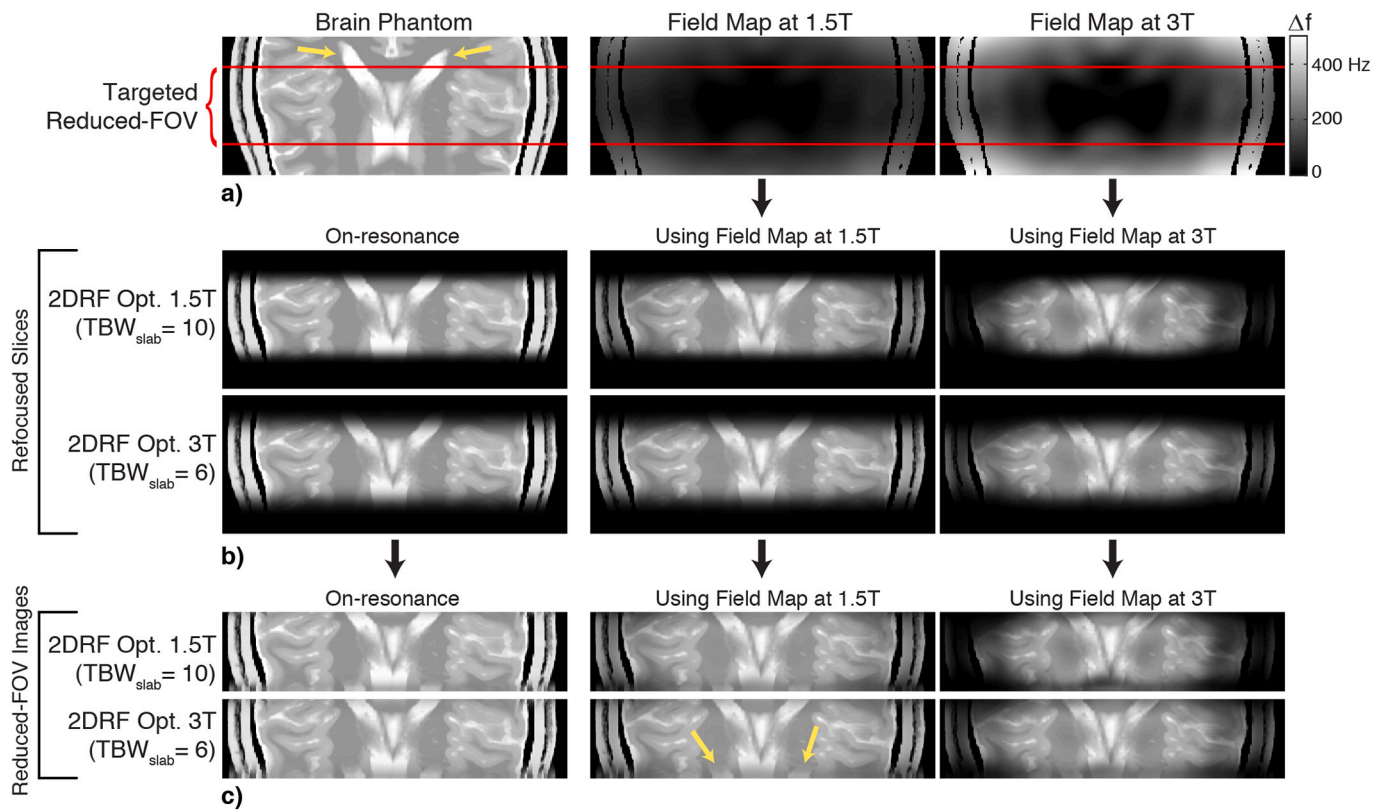 Brain Phantom
Field Map at 1.5T
Field Map at 3T
Δf
400 Hz
200
0
Targeted
Reduced-FOV
a)
On-resonance
Using Field Map at 1.5T
Using Field Map at 3T
Refocused Slices
2DRF Opt. 1.5T
(TBWslab= 10)
2DRF Opt. 3T
(TBWslab= 6)
b)
On-resonance
Using Field Map at 1.5T
Using Field Map at 3T
Reduced-FOV Images
2DRF Opt. 1.5T
(TBWslab= 10)
2DRF Opt. 3T
(TBWslab= 6)
c)